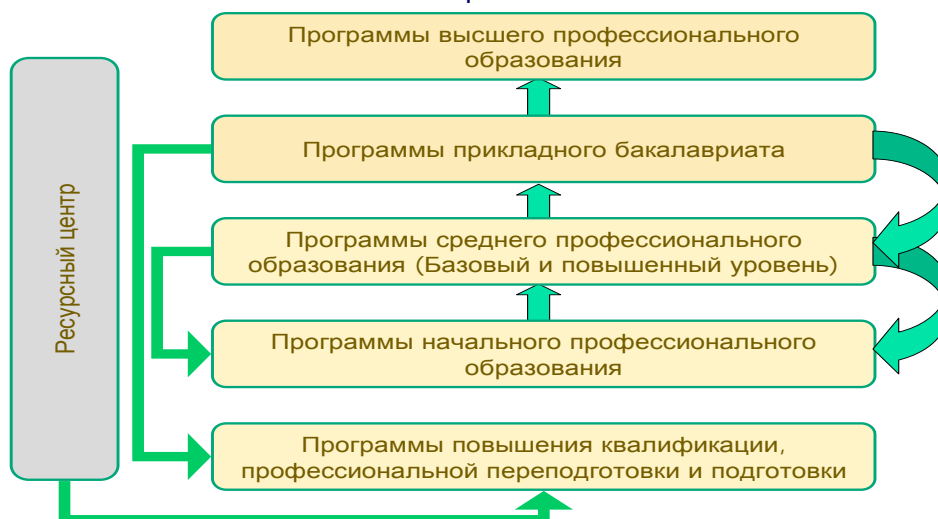 Программы высшего профессионального
образования
Программы прикладного бакалавриата
Ресурсный центр
Программы среднего профессионального
образования (Базовый и повышенный уровень)
Программы начального профессионального
образования
Программы повышения квалификации,
профессиональной переподготовки и подготовки